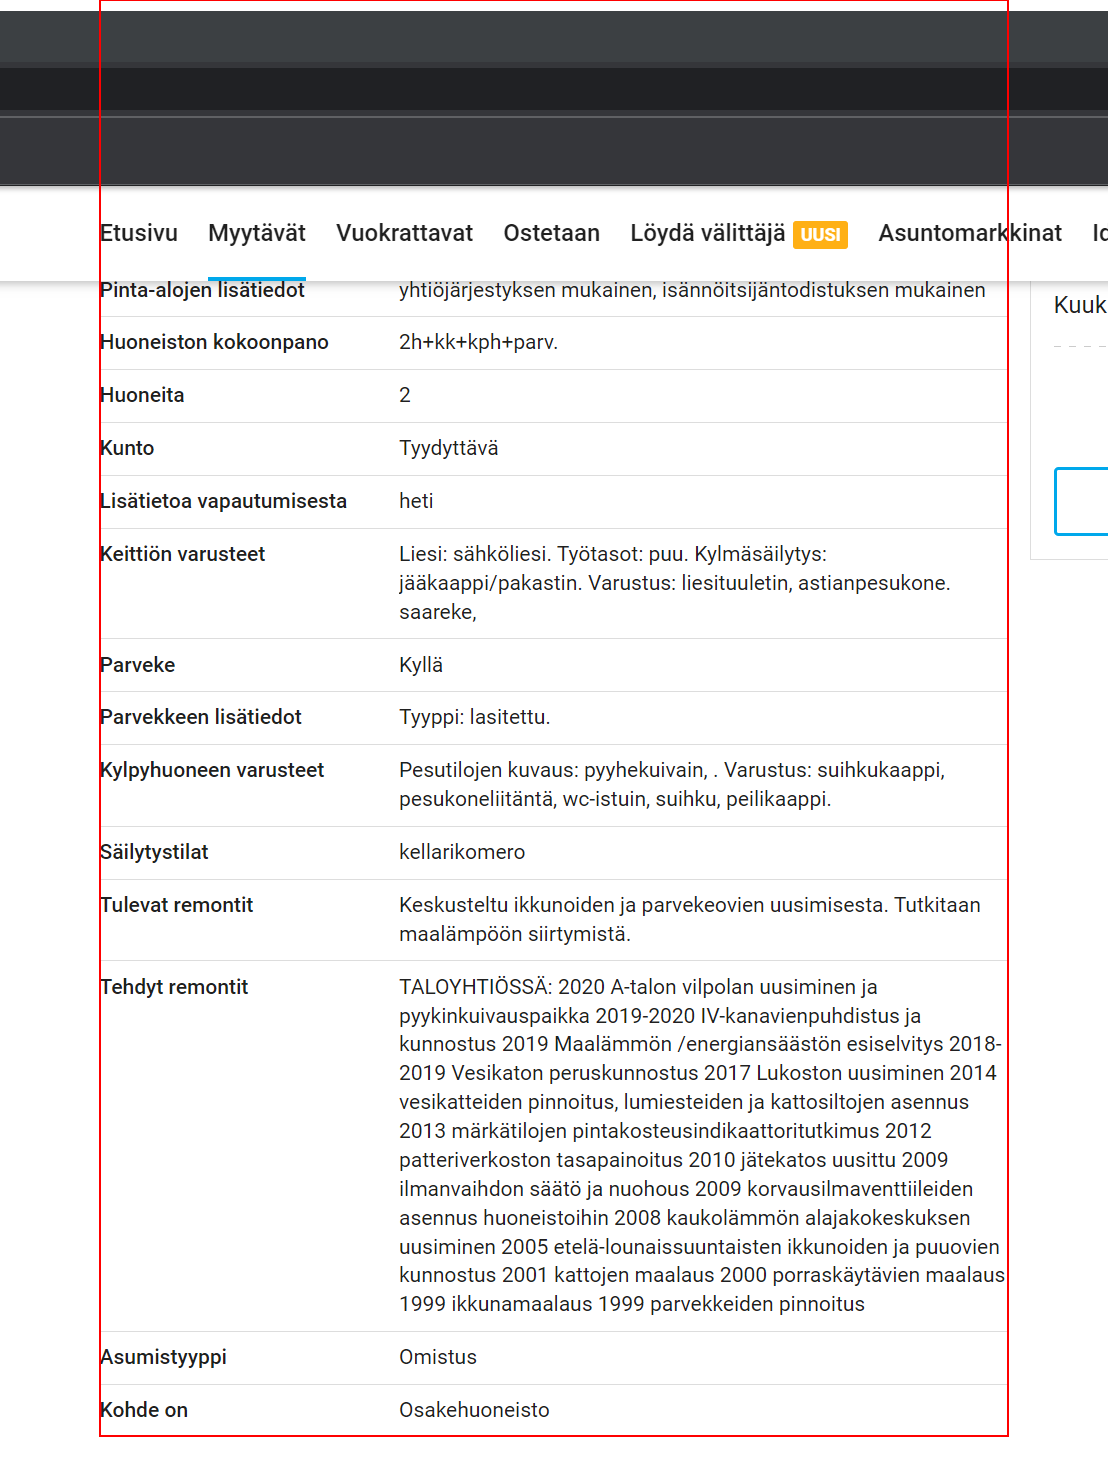 Etusivu Myytävät Vuokrattavat Ostetaan Löydä välittäjä UUSI Asuntomarkkinat
Pinta-alojen lisätiedot yhtiöjärjestyksen mukainen, isännöitsijäntodistuksen mukainen
Kuuk
Huoneiston kokoonpano 2h+kk+kph+parv.
Huoneita 2
Kunto Tyydyttävä
Lisätietoa vapautumisesta heti
Keittiön varusteet Liesi: sähköliesi. Työtasot: puu. Kylmäsäilytys:
jääkaappi/pakastin. Varustus: liesituuletin, astianpesukone.
saareke,
Parveke Kyllä
Parvekkeen lisätiedot Tyyppi: lasitettu.
Kylpyhuoneen varusteet Pesutilojen kuvaus: pyyhekuivain, . Varustus: suihkukaappi,
pesukoneliitäntä, wc-istuin, suihku, peilikaappi.
Säilytystilat kellarikomero
Tulevat remontit Keskusteltu ikkunoiden ja parvekeovien uusimisesta. Tutkitaan
maalämpöön siirtymistä.
Tehdyt remontit TALOYHTIÖSSÄ: 2020 A-talon vilpolan uusiminen ja
pyykinkuivauspaikka 2019-2020 IV-kanavienpuhdistus ja
kunnostus 2019 Maalämmön /energiansäästön esiselvitys 2018-
2019 Vesikaton peruskunnostus 2017 Lukoston uusiminen 2014
vesikatteiden pinnoitus, lumiesteiden ja kattosiltojen asennus
2013 märkätilojen pintakosteusindikaattoritutkimus 2012
patteriverkoston tasapainoitus 2010 jätekatos uusittu 2009
ilmanvaihdon säätö ja nuohous 2009 korvausilmaventtiileiden
asennus huoneistoihin 2008 kaukolämmön alajakokeskuksen
uusiminen 2005 etelä-lounaissuuntaisten ikkunoiden ja puuovien
kunnostus 2001 kattojen maalaus 2000 porraskäytävien maalaus
1999 ikkunamaalaus 1999 parvekkeiden pinnoitus
Asumistyyppi Omistus
Kohde on Osakehuoneisto